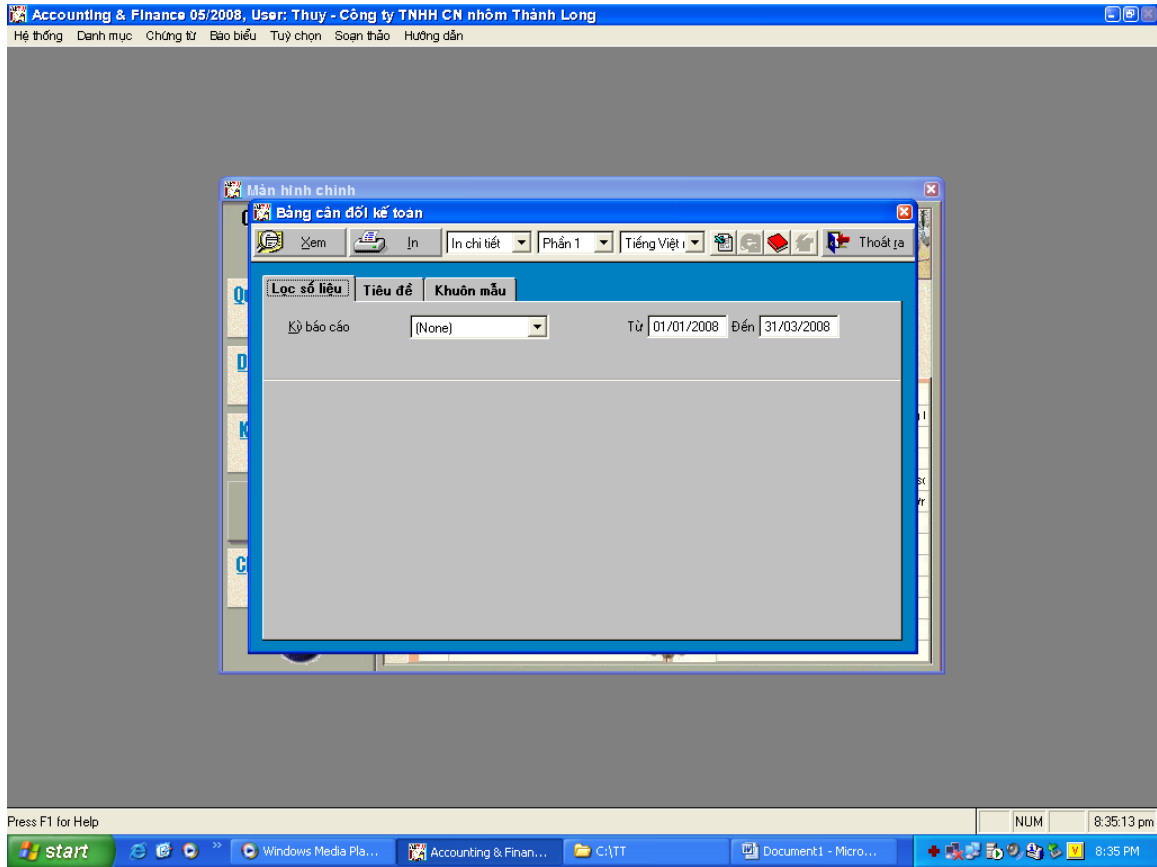 Accounting & Finance 05/2008, User: Thuy - Công ty TNHH CN nhôm Thành Long
Hệ thống Danh mục Chứng từ Báo biểu Tuỳ chọn Soạn thảo Hướng dẫn
Màn hình chính
Bảng cân đối kế toán
Xem In In chi tiết Phần 1 Tiếng Việt Thoát ra
Lọc số liệu Tiêu đề Khuôn mẫu
Kỳ báo cáo (None) Từ 01/01/2008 Đến 31/03/2008
Press F1 for Help NUM 8:35:13 pm
start Windows Media Pla... Accounting & Finan... C:\TT Document1 - Micro... V 8:35 PM